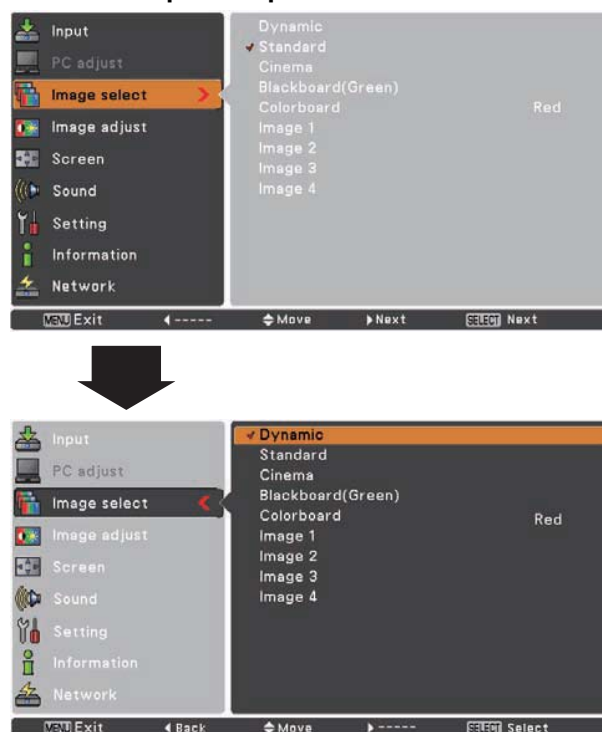 Input
PC adjust
Image select
Image adjust
Screen
Sound
Setting
Information
Network
Dynamic
Standard
Cinema
Blackboard(Green)
Colorboard Red
Image 1
Image 2
Image 3
Image 4
MENU Exit ----- Move Next SELECT Next
Input
PC adjust
Image select
Image adjust
Screen
Sound
Setting
Information
Network
Dynamic
Standard
Cinema
Blackboard(Green)
Colorboard Red
Image 1
Image 2
Image 3
Image 4
MENU Exit Back Move ----- SELECT Select